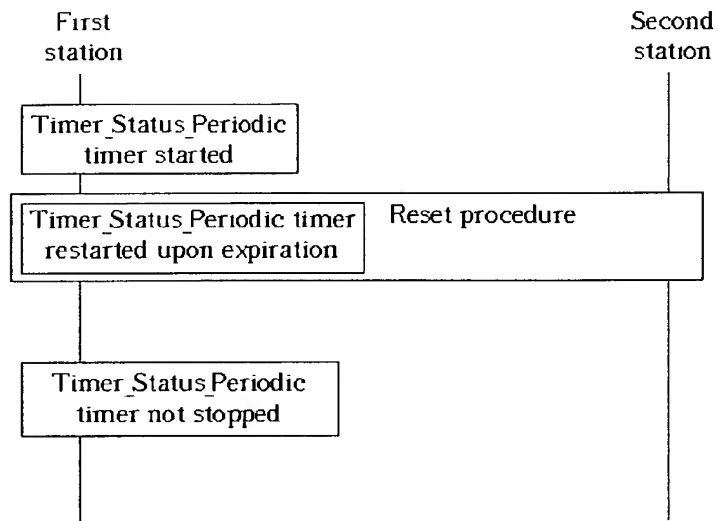 First
station
Second
station
Timer_Status_Periodic
timer started
Timer_Status_Periodic timer
restarted upon expiration
Reset procedure
Timer_Status_Periodic
timer not stopped